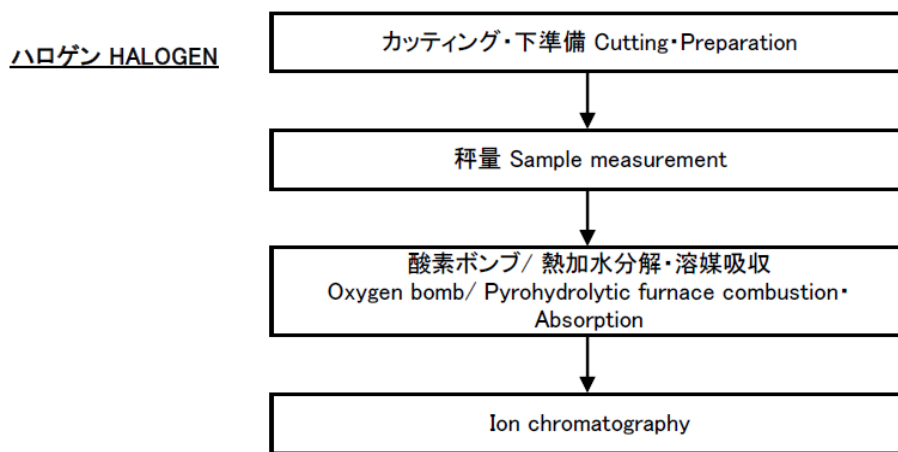 ハロゲン HALOGEN
カッティング・下準備 Cutting・Preparation
秤量 Sample measurement
酸素ボンブ/ 熱加水分解・溶媒吸収
Oxygen bomb/ Pyrohydrolytic furnace combustion・
Absorption
Ion chromatography